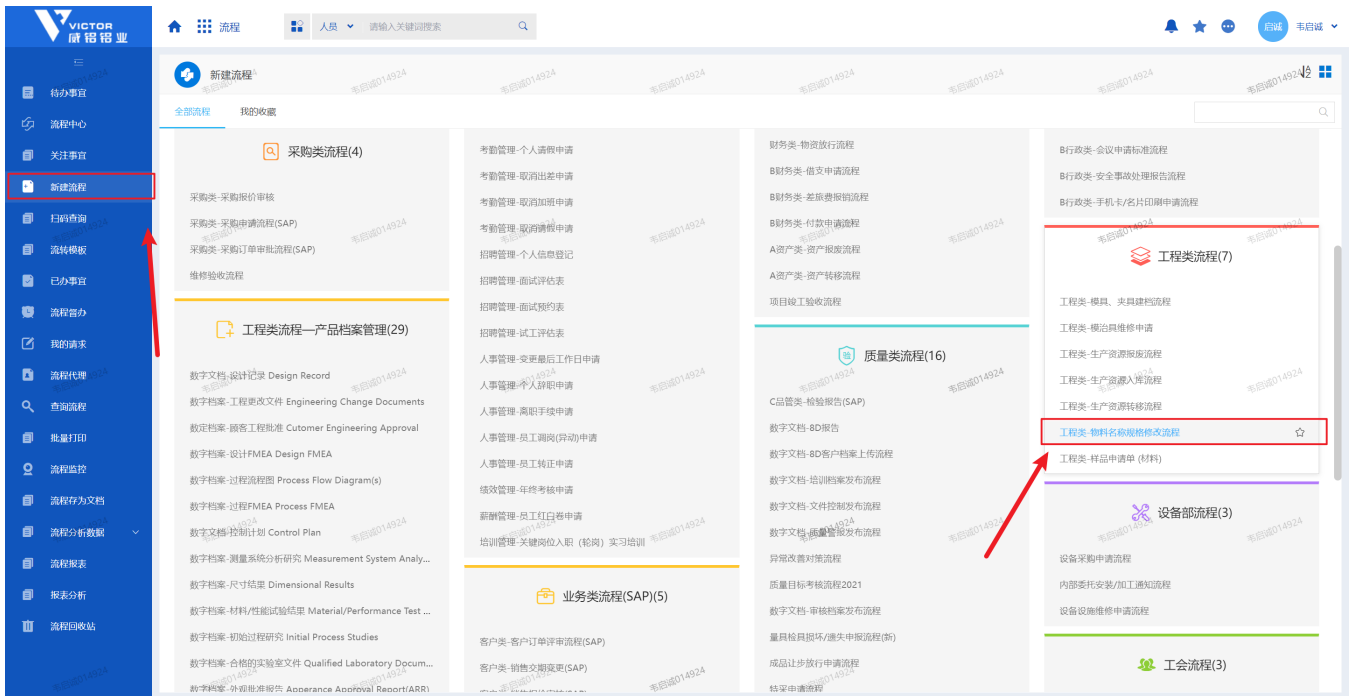 VICTOR
威铝铝业
流程
人员
请输入关键词搜索
启诚
韦启诚
待办事宜
流程中心
关注事宜
新建流程
扫码查询
流转模板
已办事宜
流程督办
我的请求
流程代理
查询流程
批量打印
流程监控
流程存为文档
流程分析数据
流程报表
报表分析
流程回收站
新建流程
全部流程
我的收藏
采购类流程(4)
采购类-采购报价审核
采购类-采购申请流程(SAP)
采购类-采购订单审批流程(SAP)
维修验收流程
工程类流程—产品档案管理(29)
数字文档-设计记录 Design Record
数字档案-工程更改文件 Engineering Change Documents
数定档案-顾客工程批准 Cutomer Engineering Approval
数字档案-设计FMEA Design FMEA
数字档案-过程流程图 Process Flow Diagram(s)
数字档案-过程FMEA Process FMEA
数字文档-控制计划 Control Plan
数字档案-测量系统分析研究 Measurement System Analy...
数字档案-尺寸结果 Dimensional Results
数字档案-材料/性能试验结果 Material/Performance Test ...
数字档案-初始过程研究 Initial Process Studies
数字档案-合格的实验室文件 Qualified Laboratory Docum...
数字档案-外观批准报告 Apperance Approval Report(ARR)
考勤管理-个人请假申请
考勤管理-取消出差申请
考勤管理-取消加班申请
考勤管理-取消请假申请
招聘管理-个人信息登记
招聘管理-面试评估表
招聘管理-面试预约表
招聘管理-试工评估表
人事管理-变更最后工作日申请
人事管理-个人辞职申请
人事管理-离职手续申请
人事管理-员工调岗(异动)申请
人事管理-员工转正申请
绩效管理-年终考核申请
薪酬管理-员工红白卷申请
培训管理-关键岗位入职（轮岗）实习培训
业务类流程(SAP)(5)
客户类-客户订单评审流程(SAP)
客户类-销售交期变更(SAP)
财务类-物资放行流程
B财务类-借支申请流程
B财务类-差旅费报销流程
B财务类-付款申请流程
A资产类-资产报废流程
A资产类-资产转移流程
项目竣工验收流程
质量类流程(16)
C品管类-检验报告(SAP)
数字文档-8D报告
数字文档-8D客户档案上传流程
数字文档-培训档案发布流程
数字文档-文件控制发布流程
数字文档-质量警报发布流程
异常改善对策流程
质量目标考核流程2021
数字文档-审核档案发布流程
量具检具损坏/遗失申报流程(新)
成品让步放行申请流程
特采申请流程
B行政类-会议申请标准流程
B行政类-安全事故处理报告流程
B行政类-手机卡/名片印刷申请流程
工程类流程(7)
工程类-模具、夹具建档流程
工程类-模治具维修申请
工程类-生产资源报废流程
工程类-生产资源入库流程
工程类-生产资源转移流程
工程类-物料名称规格修改流程
工程类-样品申请单 (材料)
设备部流程(3)
设备采购申请流程
内部委托安装/加工通知流程
设备设施维修申请流程
工会流程(3)
韦启诚014924